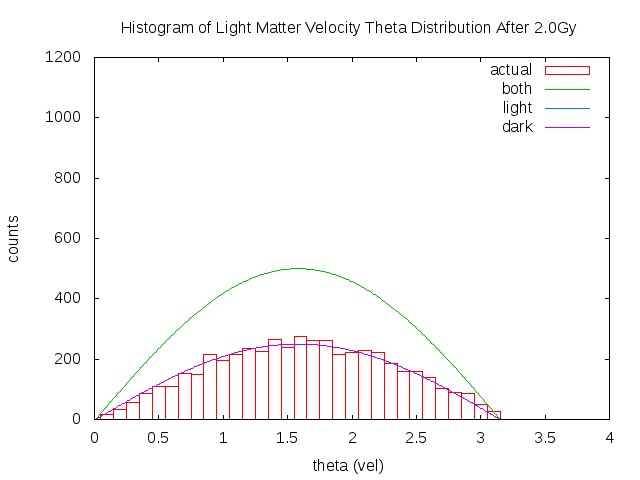 Histogram of Light Matter Velocity Theta Distribution After 2.0Gy
1200
1000
800
600
400
200
0
counts
actual
both
light
dark
0 0.5 1 1.5 2 2.5 3 3.5 4
theta (vel)